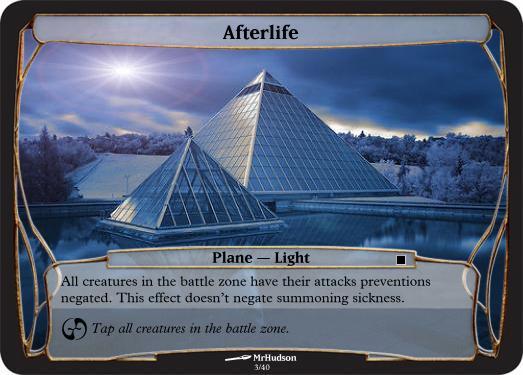 Afterlife
Plane — Light
All creatures in the battle zone have their attacks preventions
negated. This effect doesn't negate summoning sickness.
Tap all creatures in the battle zone.
MrHudson
3/40